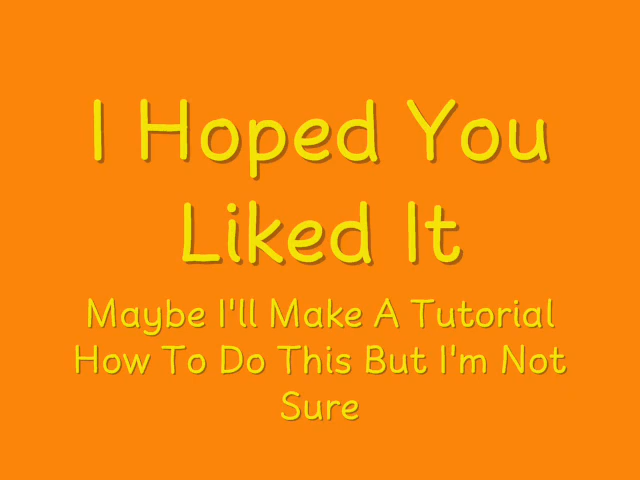 I Hoped You
Liked It
Maybe I'll Make A Tutorial
How To Do This But I'm Not
Sure